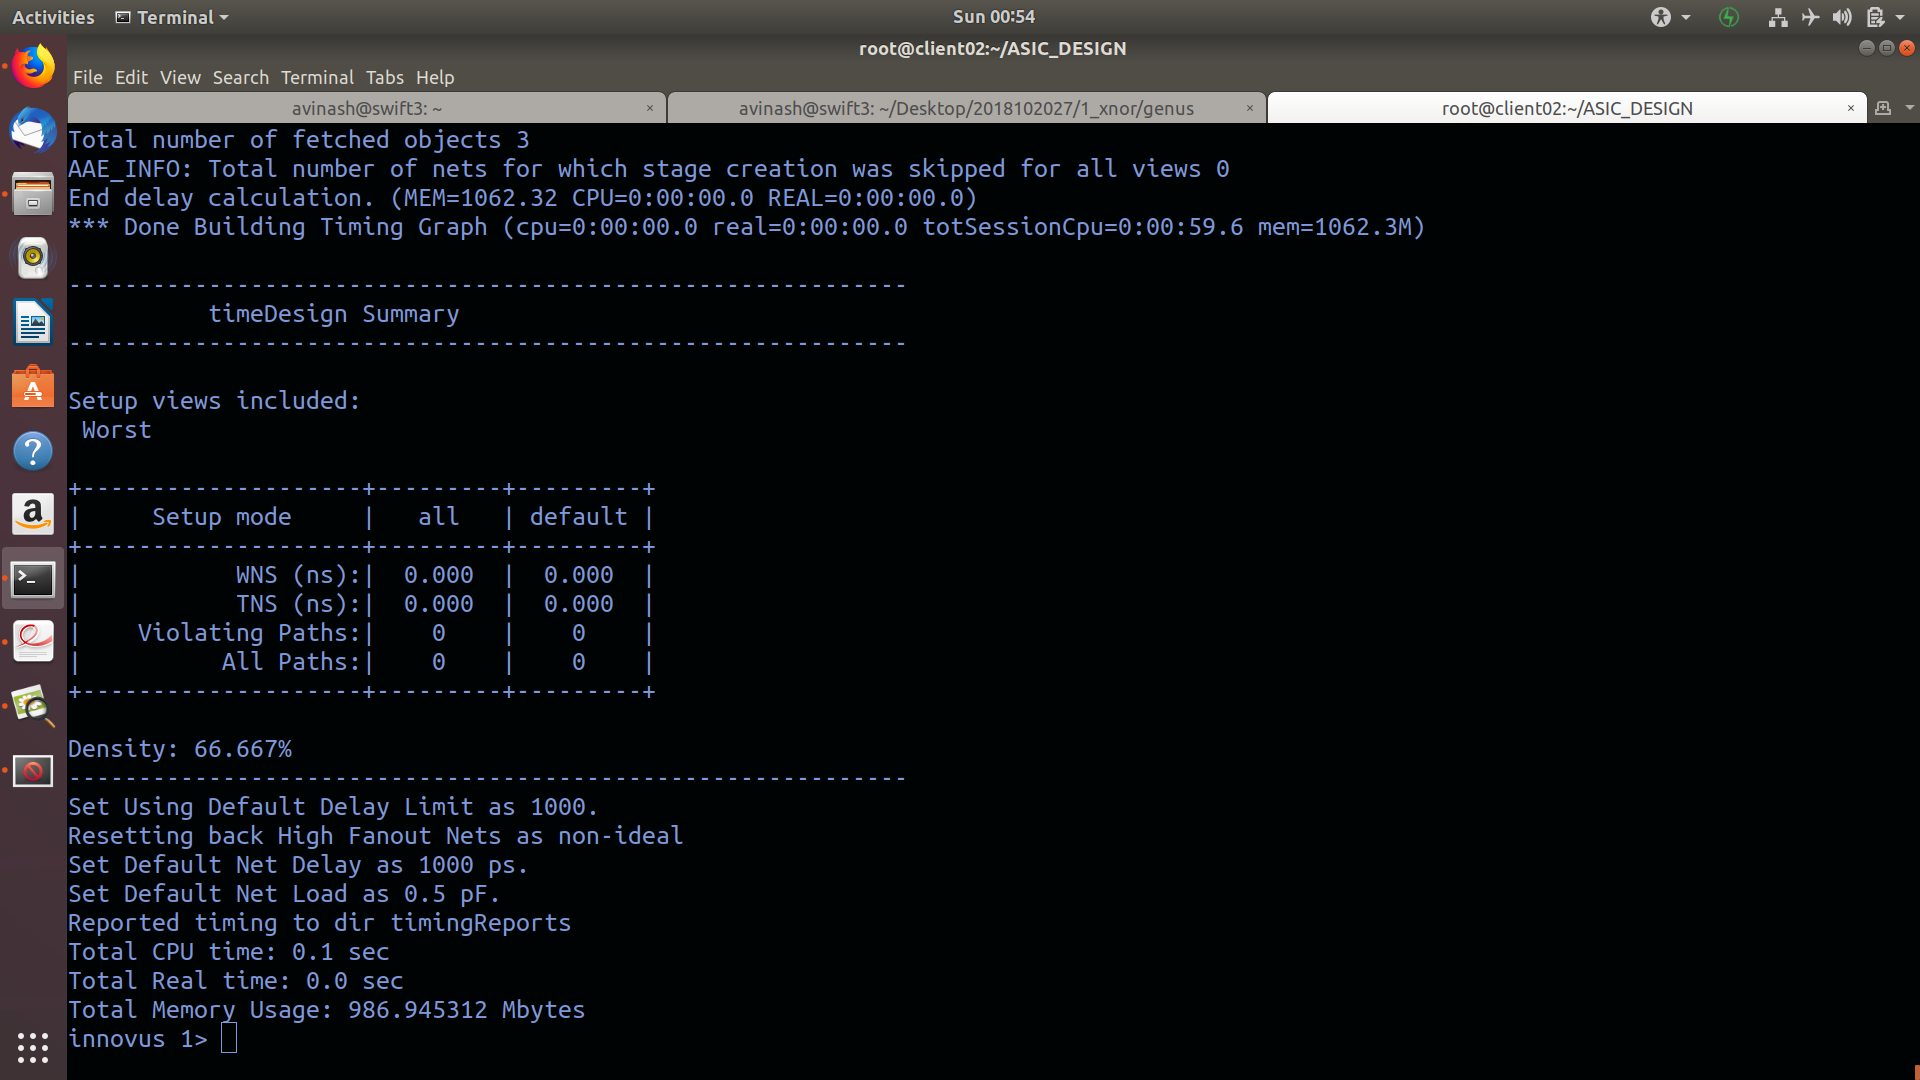 Activities Terminal Sun 00:54
root@client02:~/ASIC_DESIGN
File Edit View Search Terminal Tabs Help
avinash@swift3: ~ × avinash@swift3: ~/Desktop/2018102027/1_xnor/genus × root@client02:~/ASIC_DESIGN ×
Total number of fetched objects 3
AAE_INFO: Total number of nets for which stage creation was skipped for all views 0
End delay calculation. (MEM=1062.32 CPU=0:00:00.0 REAL=0:00:00.0)
*** Done Building Timing Graph (cpu=0:00:00.0 real=0:00:00.0 totSessionCpu=0:00:59.6 mem=1062.3M)
------------------------------------------------------------
          timeDesign Summary
------------------------------------------------------------
Setup views included:
 Worst
+--------------------+---------+---------+
|     Setup mode     |   all   | default |
+--------------------+---------+---------+
|           WNS (ns):|  0.000  |  0.000  |
|           TNS (ns):|  0.000  |  0.000  |
|    Violating Paths:|    0    |    0    |
|          All Paths:|    0    |    0    |
+--------------------+---------+---------+
Density: 66.667%
------------------------------------------------------------
Set Using Default Delay Limit as 1000.
Resetting back High Fanout Nets as non-ideal
Set Default Net Delay as 1000 ps.
Set Default Net Load as 0.5 pF.
Reported timing to dir timingReports
Total CPU time: 0.1 sec
Total Real time: 0.0 sec
Total Memory Usage: 986.945312 Mbytes
innovus 1>